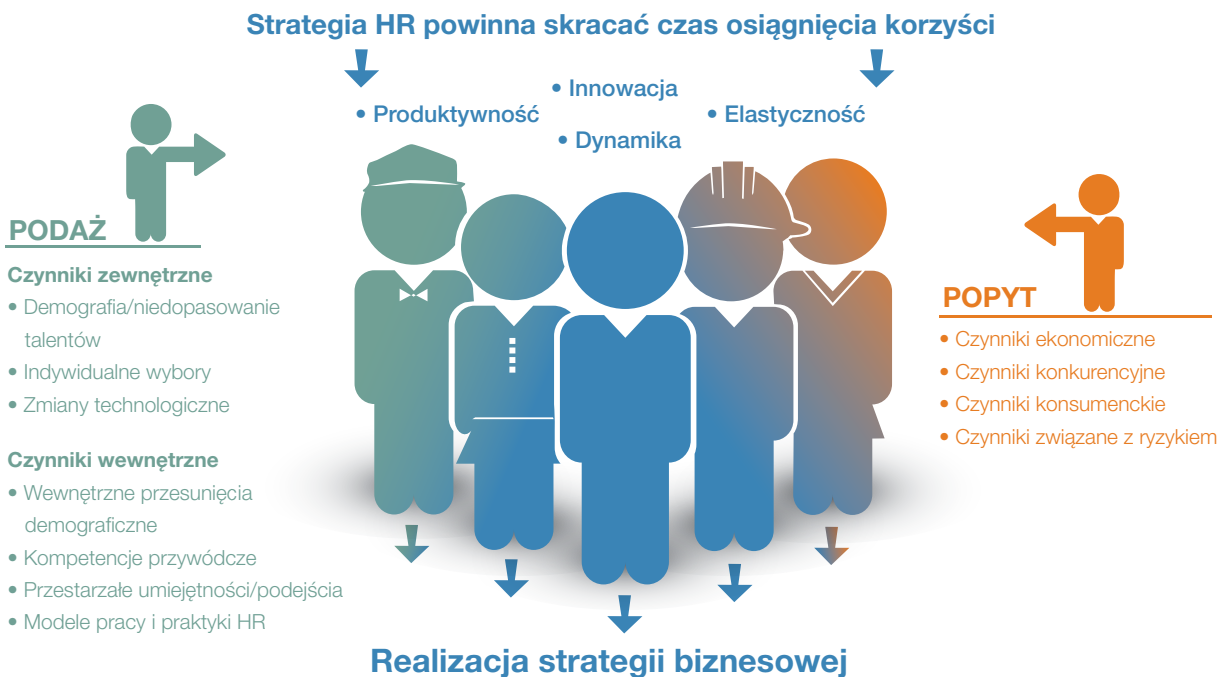 Strategia HR powinna skracać czas osiągnięcia korzyści
• Innowacja
• Produktywność
• Elastyczność
• Dynamika
PODAŻ
Czynniki zewnętrzne
• Demografia/niedopasowanie
talentów
• Indywidualne wybory
• Zmiany technologiczne
Czynniki wewnętrzne
• Wewnętrzne przesunięcia
demograficzne
• Kompetencje przywódcze
• Przestarzałe umiejętności/podejścia
• Modele pracy i praktyki HR
POPYT
• Czynniki ekonomiczne
• Czynniki konkurencyjne
• Czynniki konsumenckie
• Czynniki związane z ryzykiem
Realizacja strategii biznesowej